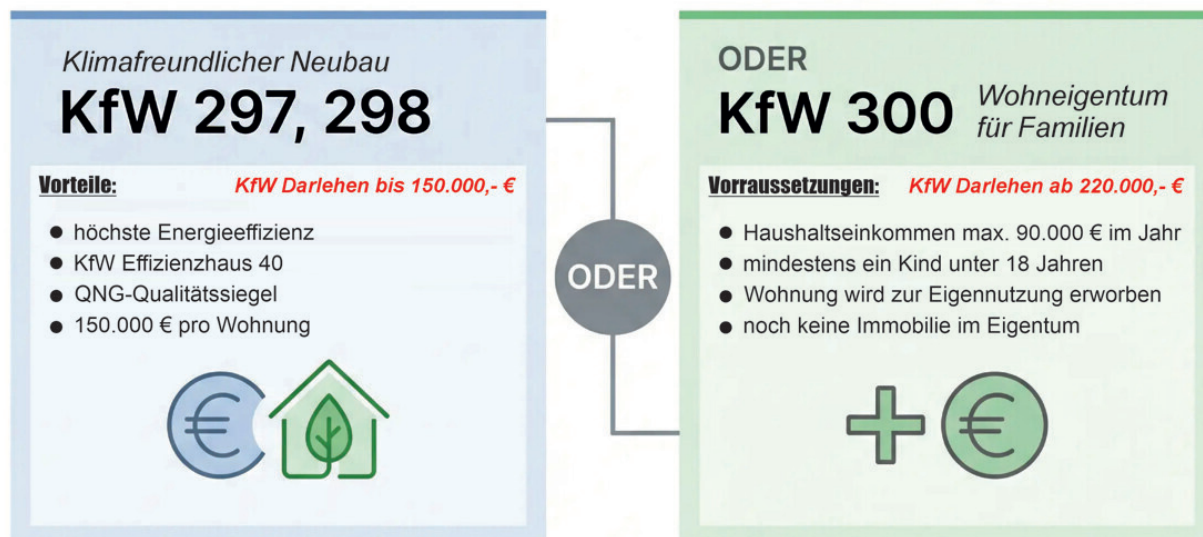 Klimafreundlicher Neubau
KfW 297, 298
Vorteile: KfW Darlehen bis 150.000,- €
höchste Energieeffizienz
KfW Effizienzhaus 40
QNG-Qualitätssiegel
150.000 € pro Wohnung
€
ODER
ODER
KfW 300 Wohneigentum
für Familien
Vorraussetzungen: KfW Darlehen ab 220.000,- €
Haushaltseinkommen max. 90.000 € im Jahr
mindestens ein Kind unter 18 Jahren
Wohnung wird zur Eigennutzung erworben
noch keine Immobilie im Eigentum
+ €